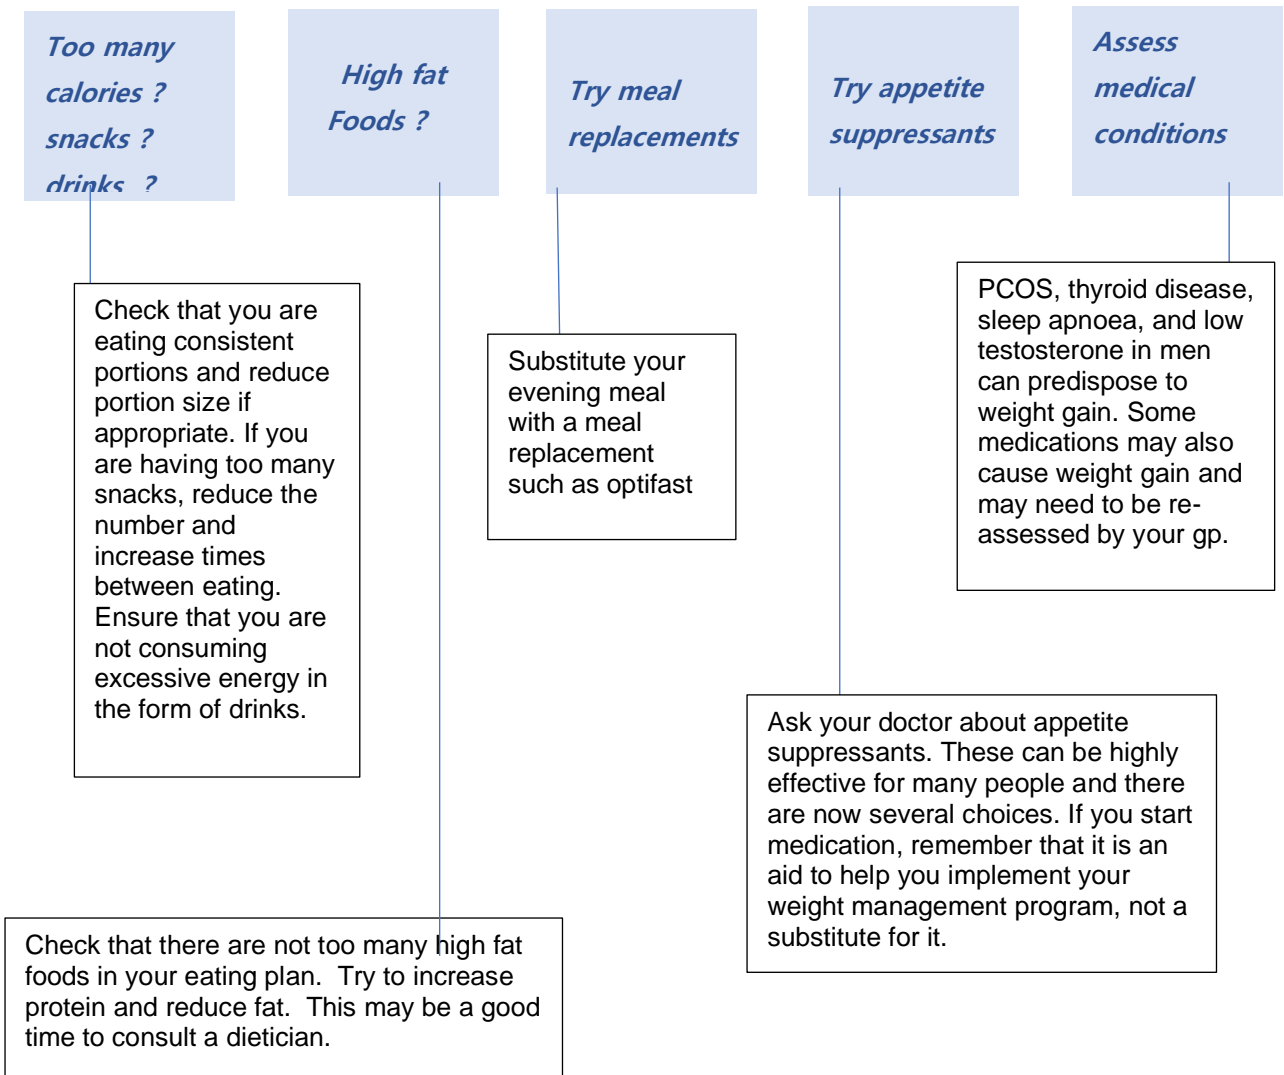 Too many
calories ?
snacks ?
drinks ?
High fat
Foods ?
Try meal
replacements
Try appetite
suppressants
Assess
medical
conditions
Check that you are
eating consistent
portions and reduce
portion size if
appropriate. If you
are having too many
snacks, reduce the
number and
increase times
between eating.
Ensure that you are
not consuming
excessive energy in
the form of drinks.
Substitute your
evening meal
with a meal
replacement
such as optifast
PCOS, thyroid disease,
sleep apnoea, and low
testosterone in men
can predispose to
weight gain. Some
medications may also
cause weight gain and
may need to be re-
assessed by your gp.
Ask your doctor about appetite
suppressants. These can be highly
effective for many people and there
are now several choices. If you start
medication, remember that it is an
aid to help you implement your
weight management program, not a
substitute for it.
Check that there are not too many high fat
foods in your eating plan.  Try to increase
protein and reduce fat.  This may be a good
time to consult a dietician.